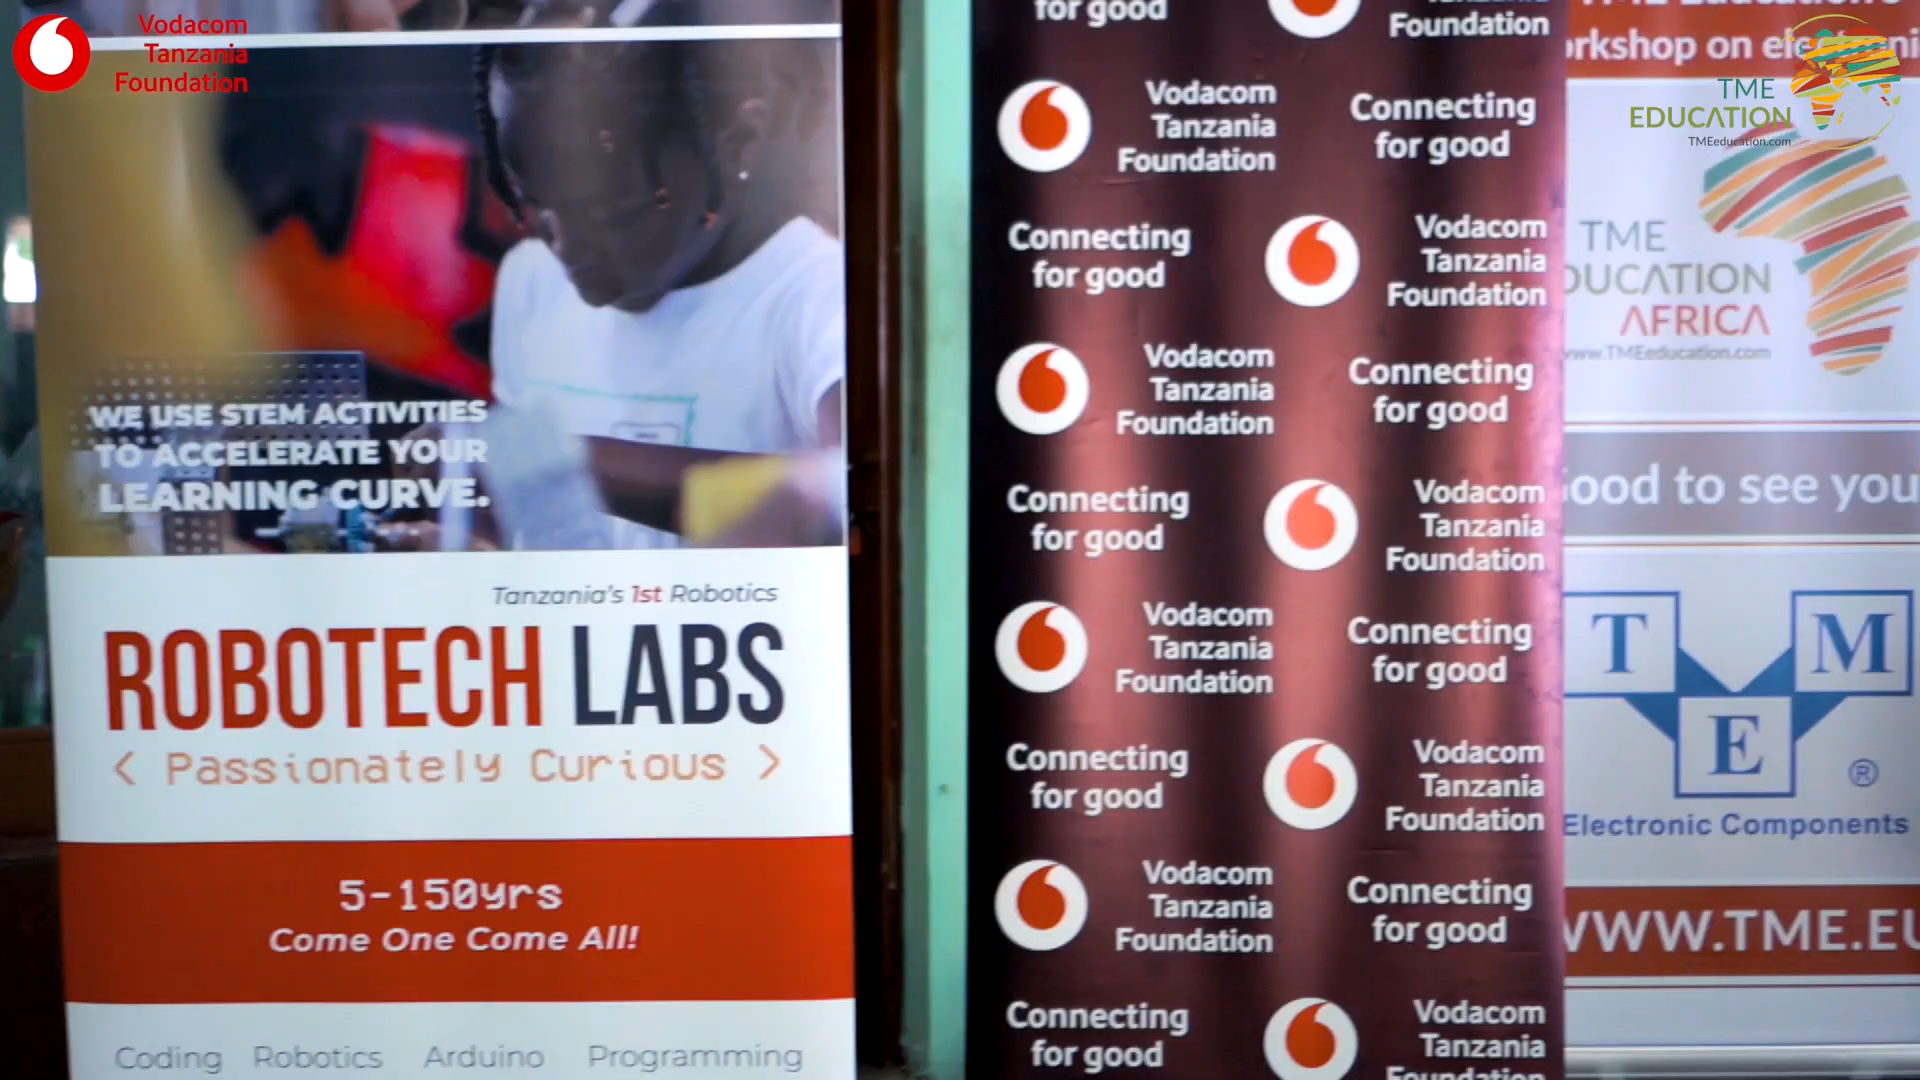 Vodacom
Tanzania
Foundation
WE USE STEM ACTIVITIES
TO ACCELERATE YOUR
LEARNING CURVE.
Tanzania's 1st Robotics
ROBOTECH LABS
< Passionately Curious >
5-150yrs
Come One Come All!
Coding Robotics Arduino Programming
for good
Foundation
Vodacom
Tanzania
Foundation
Connecting
for good
Connecting
for good
Vodacom
Tanzania
Foundation
Vodacom
Tanzania
Foundation
Connecting
for good
Connecting
for good
Vodacom
Tanzania
Foundation
Vodacom
Tanzania
Foundation
Connecting
for good
Connecting
for good
Vodacom
Tanzania
Foundation
Vodacom
Tanzania
Foundation
Connecting
for good
Connecting
for good
Vodacom
Tanzania
TME
EDUCATION
TMEeducation.com
TME Education's
rkshop on
TME
DUCATION
AFRICA
www.TMEeducation.com
ood to see you
T M
E
®
Electronic Components
WWW.TME.EU